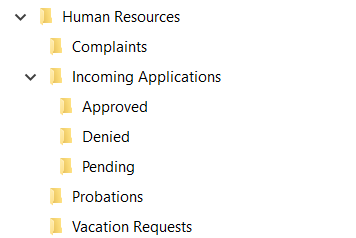 Human Resources
Complaints
Incoming Applications
Approved
Denied
Pending
Probations
Vacation Requests